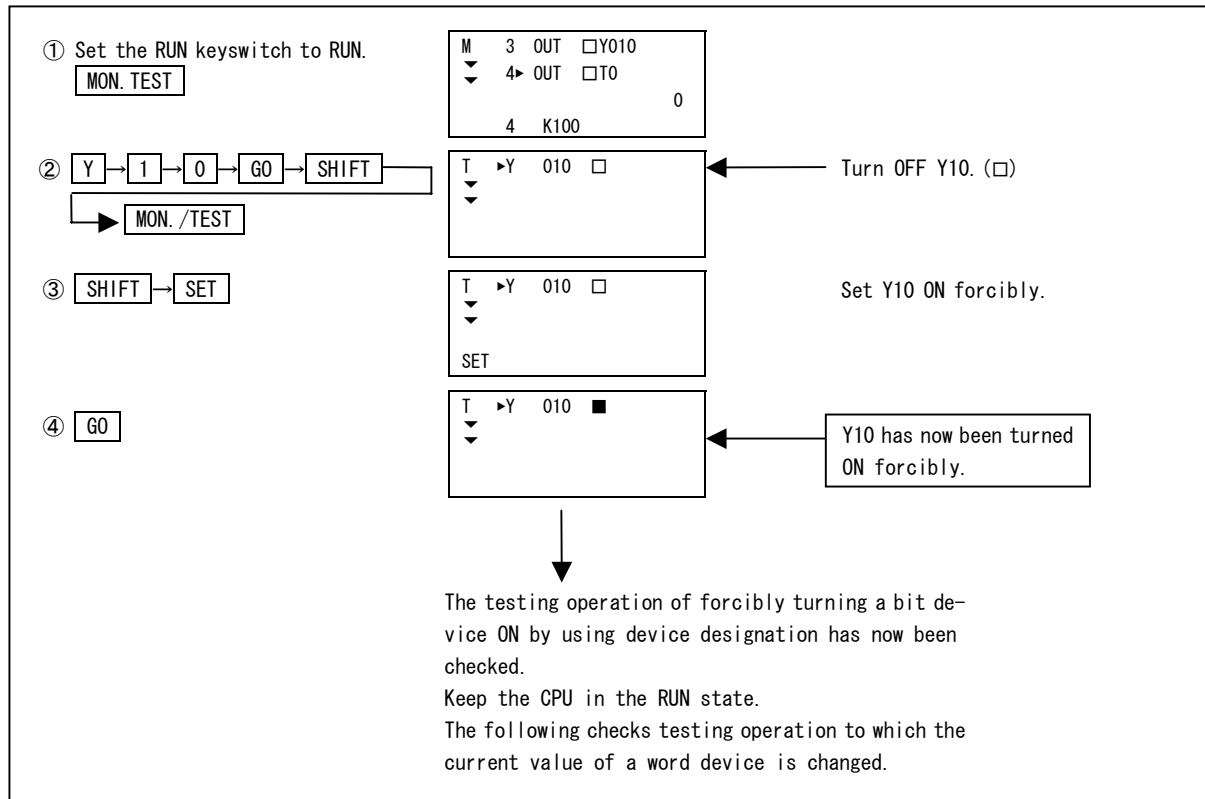 ① Set the RUN keyswitch to RUN.
MON. TEST
M 3 OUT □Y010
4▸ OUT □T0
0
4 K100
② Y→1→0→GO→SHIFT
MON. /TEST
T ▸Y 010 □
Turn OFF Y10. (□)
③ SHIFT→SET
T ▸Y 010 □
SET
Set Y10 ON forcibly.
④ GO
T ▸Y 010 ■
Y10 has now been turned
ON forcibly.
The testing operation of forcibly turning a bit de-
vice ON by using device designation has now been
checked.
Keep the CPU in the RUN state.
The following checks testing operation to which the
current value of a word device is changed.